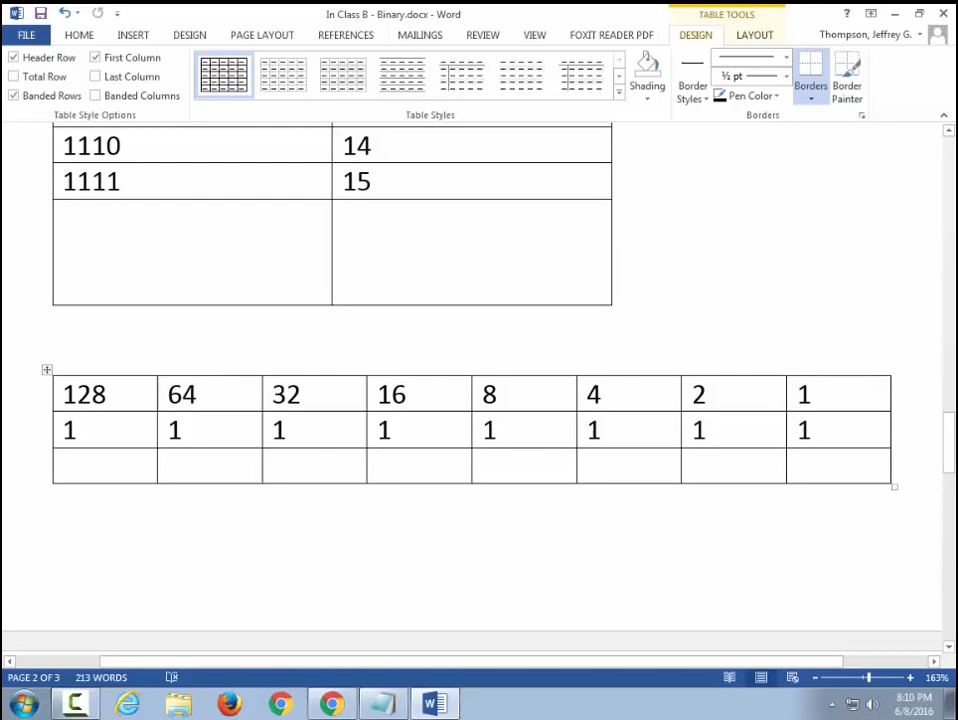 In Class B - Binary.docx - Word
TABLE TOOLS
?
FILE HOME INSERT DESIGN PAGE LAYOUT REFERENCES MAILINGS REVIEW VIEW FOXIT READER PDF DESIGN LAYOUT Thompson, Jeffrey G.
Header Row First Column
Total Row Last Column
Banded Rows Banded Columns
Table Style Options
Table Styles
Shading
Border Styles
½ pt
Pen Color
Borders
Border Painter
Borders
1110 14
1111 15
128 64 32 16 8 4 2 1
1 1 1 1 1 1 1 1
PAGE 2 OF 3 213 WORDS 163%
8:10 PM
6/8/2016